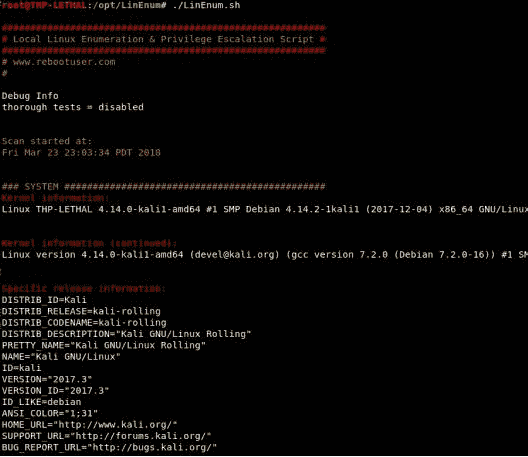 root@THP-LETHAL:/opt/LinEnum# ./LinEnum.sh
#########################################################
# Local Linux Enumeration & Privilege Escalation Script #
#########################################################
# www.rebootuser.com
#
Debug Info
thorough tests = disabled
Scan started at:
Fri Mar 23 23:03:34 PDT 2018
### SYSTEM ##############################################
Kernel information:
Linux THP-LETHAL 4.14.0-kali1-amd64 #1 SMP Debian 4.14.2-1kali1 (2017-12-04) x86_64 GNU/Linux
Kernel information (continued):
Linux version 4.14.0-kali1-amd64 (devel@kali.org) (gcc version 7.2.0 (Debian 7.2.0-16)) #1 SM
Specific release information:
DISTRIB_ID=Kali
DISTRIB_RELEASE=kali-rolling
DISTRIB_CODENAME=kali-rolling
DISTRIB_DESCRIPTION="Kali GNU/Linux Rolling"
PRETTY_NAME="Kali GNU/Linux Rolling"
NAME="Kali GNU/Linux"
ID=kali
VERSION="2017.3"
VERSION_ID="2017.3"
ID_LIKE=debian
ANSI_COLOR="1;31"
HOME_URL="http://www.kali.org/"
SUPPORT_URL="http://forums.kali.org/"
BUG_REPORT_URL="http://bugs.kali.org/"